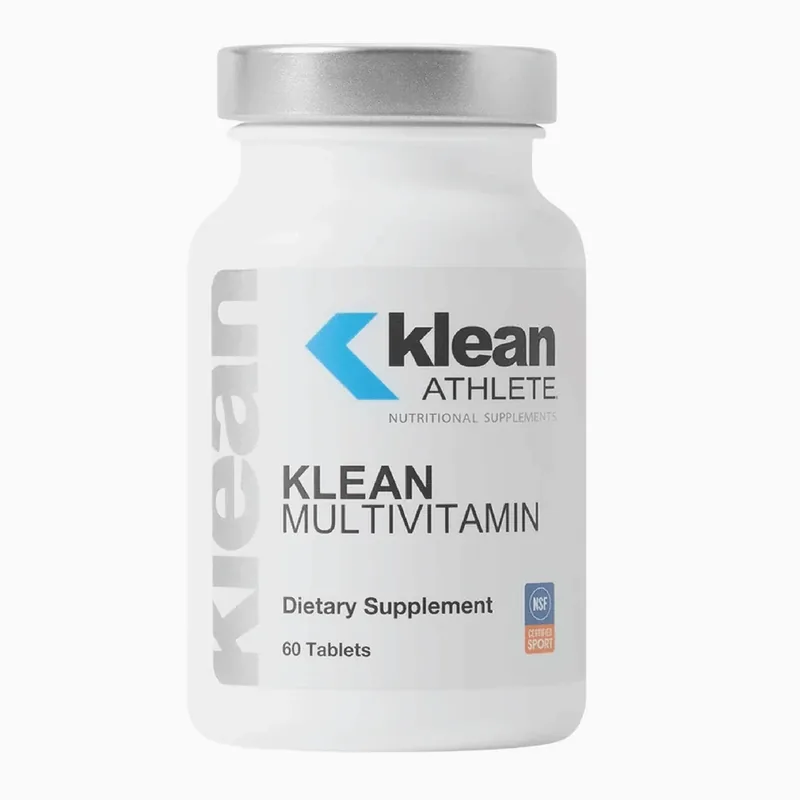 klean
klean
ATHLETE
NUTRITIONAL SUPPLEMENTS
KLEAN
MULTIVITAMIN
Dietary Supplement
60 Tablets
NSF
CERTIFIED
SPORT